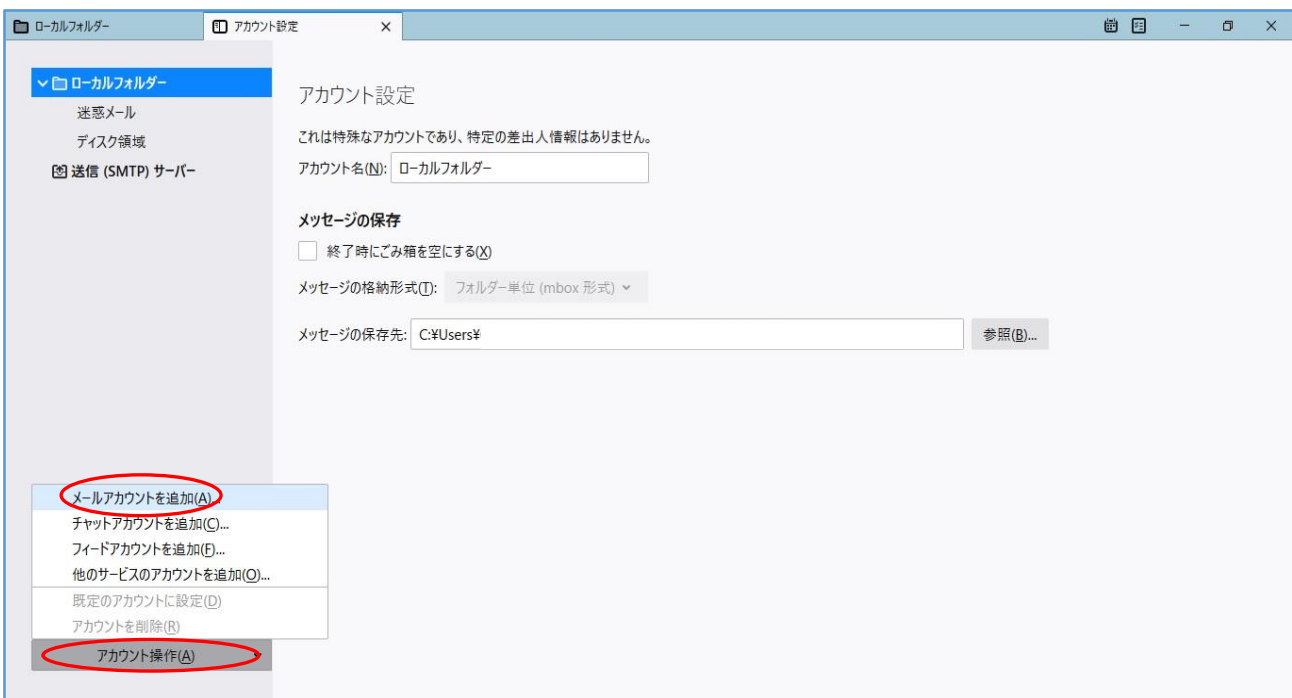 ローカルフォルダー
アカウント設定
ローカルフォルダー
迷惑メール
ディスク領域
送信 (SMTP) サーバー
アカウント設定
これは特殊なアカウントであり、特定の差出人情報はありません。
アカウント名(N): ローカルフォルダー
メッセージの保存
終了時にごみ箱を空にする(X)
メッセージの格納形式(T): フォルダー単位 (mbox 形式)
メッセージの保存先: C:¥Users¥ 参照(B)...
メールアカウントを追加(A)...
チャットアカウントを追加(C)...
フィードアカウントを追加(F)...
他のサービスのアカウントを追加(O)...
既定のアカウントに設定(D)
アカウントを削除(R)
アカウント操作(A)